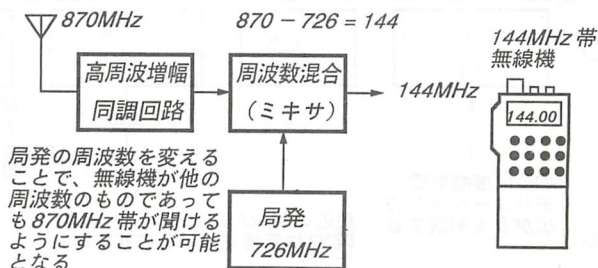 870MHz
870 − 726 = 144
144MHz 帯
無線機
高周波増幅
同調回路
周波数混合
(ミキサ)
144MHz
144.00
局発の周波数を変える
ことで、無線機が他の
周波数のものであって
も870MHz帯が聞ける
ようにすることが可能
となる
局発
726MHz